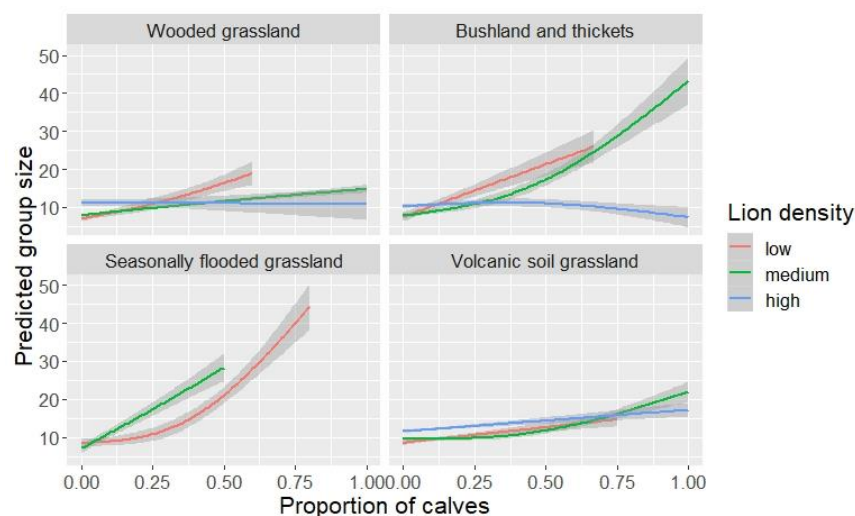 Wooded grassland
Bushland and thickets
50
40
30
20
10
Seasonally flooded grassland
Volcanic soil grassland
50
40
30
20
10
0.00 0.25 0.50 0.75 1.00 0.00 0.25 0.50 0.75 1.00
Proportion of calves
Predicted group size
Lion density
low
medium
high